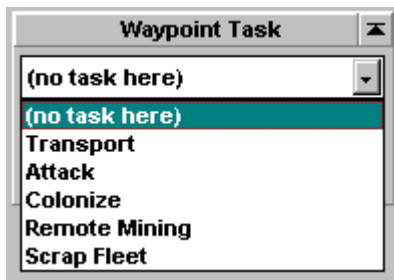 Waypoint Task
(no task here)
(no task here)
Transport
Attack
Colonize
Remote Mining
Scrap Fleet